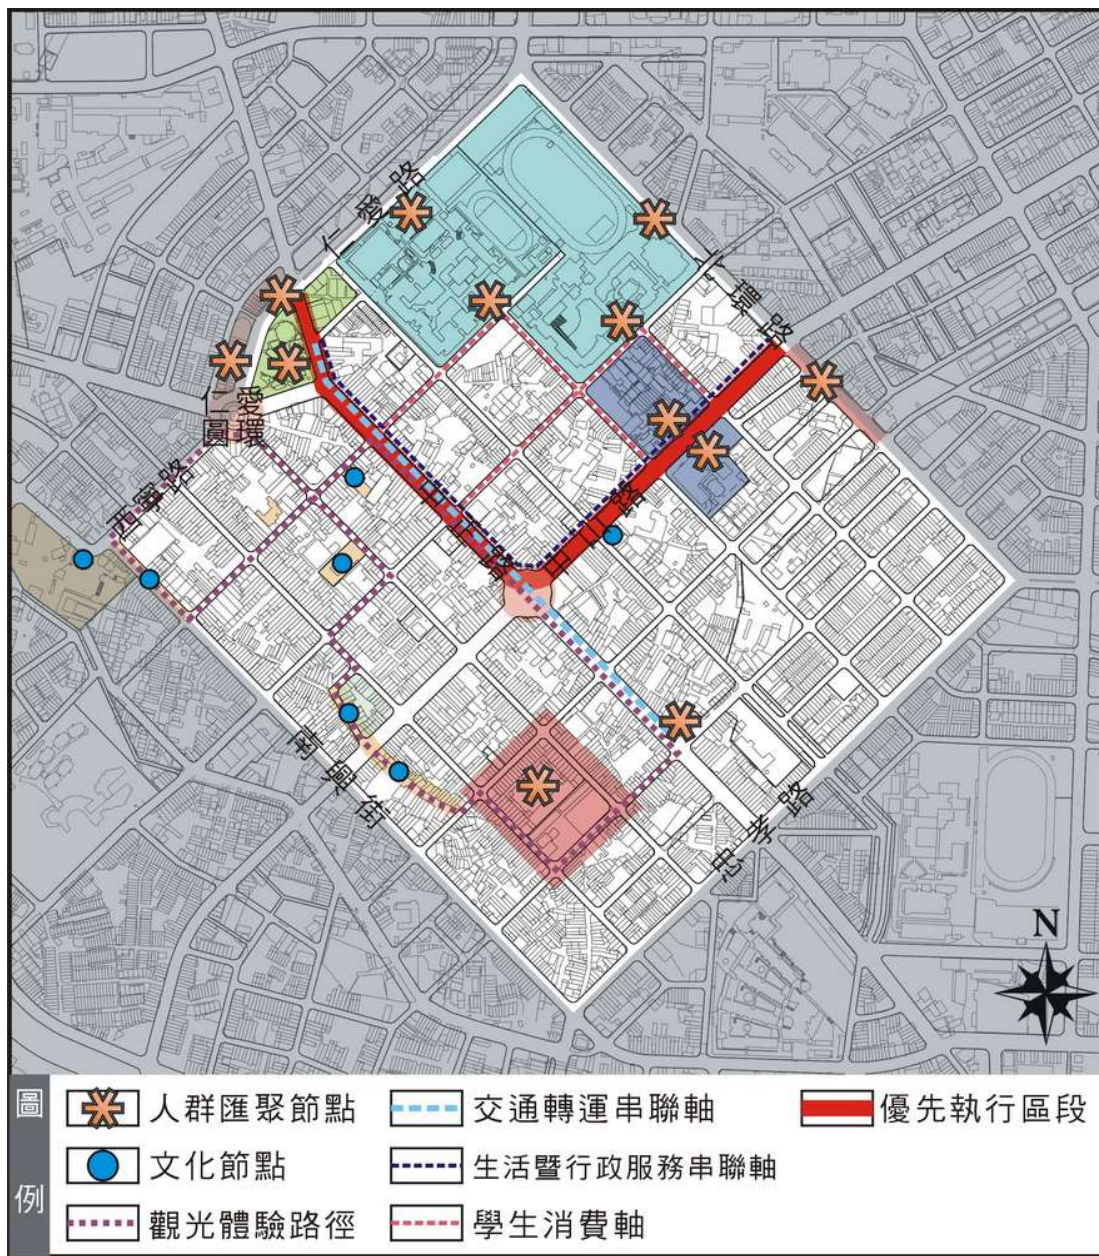 仁愛路
仁愛
圓環
西寧路
中正路
中山路
忠孝路
N
圖例
人群匯聚節點
交通轉運串聯軸
優先執行區段
文化節點
生活暨行政服務串聯軸
觀光體驗路徑
學生消費軸